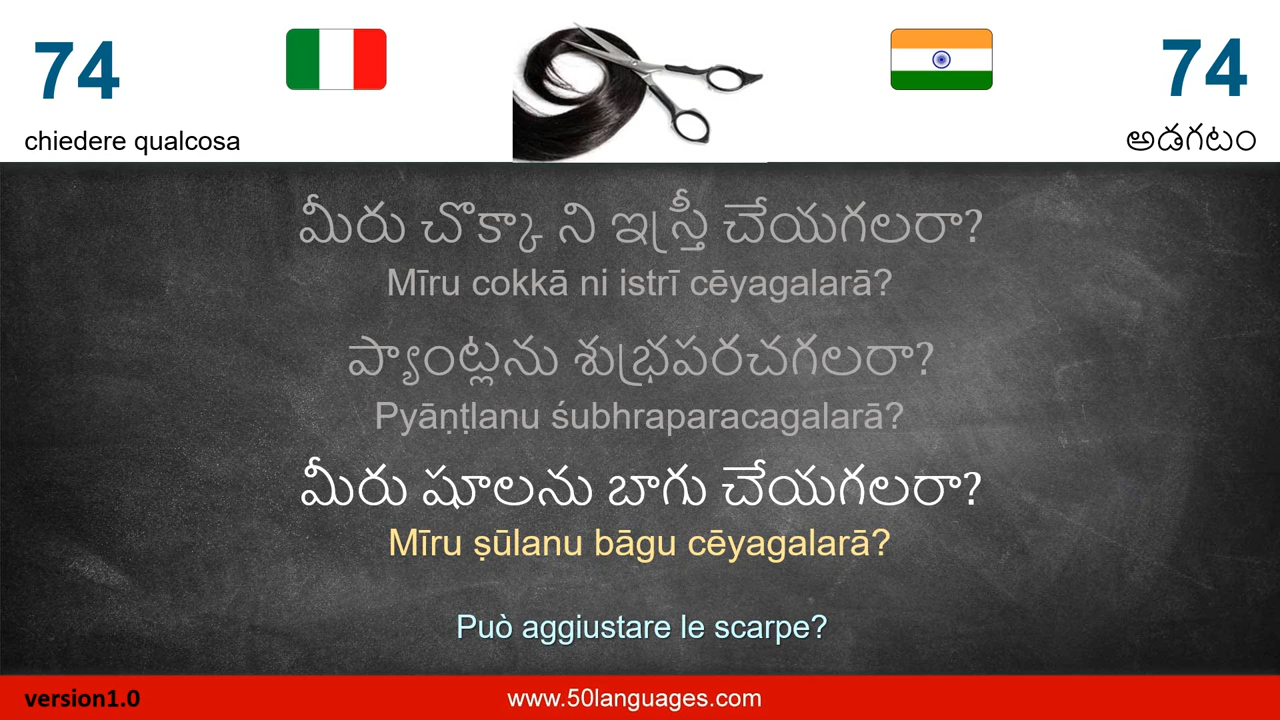 74
74
chiedere qualcosa
అడగటం
మీరు చొక్కా ని ఇస్త్రీ చేయగలరా?
Mīru cokkā ni istrī cēyagalarā?
ప్యాంట్లను శుభ్రపరచగలరా?
Pyāṇṭlanu śubhraparacagalarā?
మీరు షూలను బాగు చేయగలరా?
Mīru ṣūlanu bāgu cēyagalarā?
Può aggiustare le scarpe?
version1.0
www.50languages.com